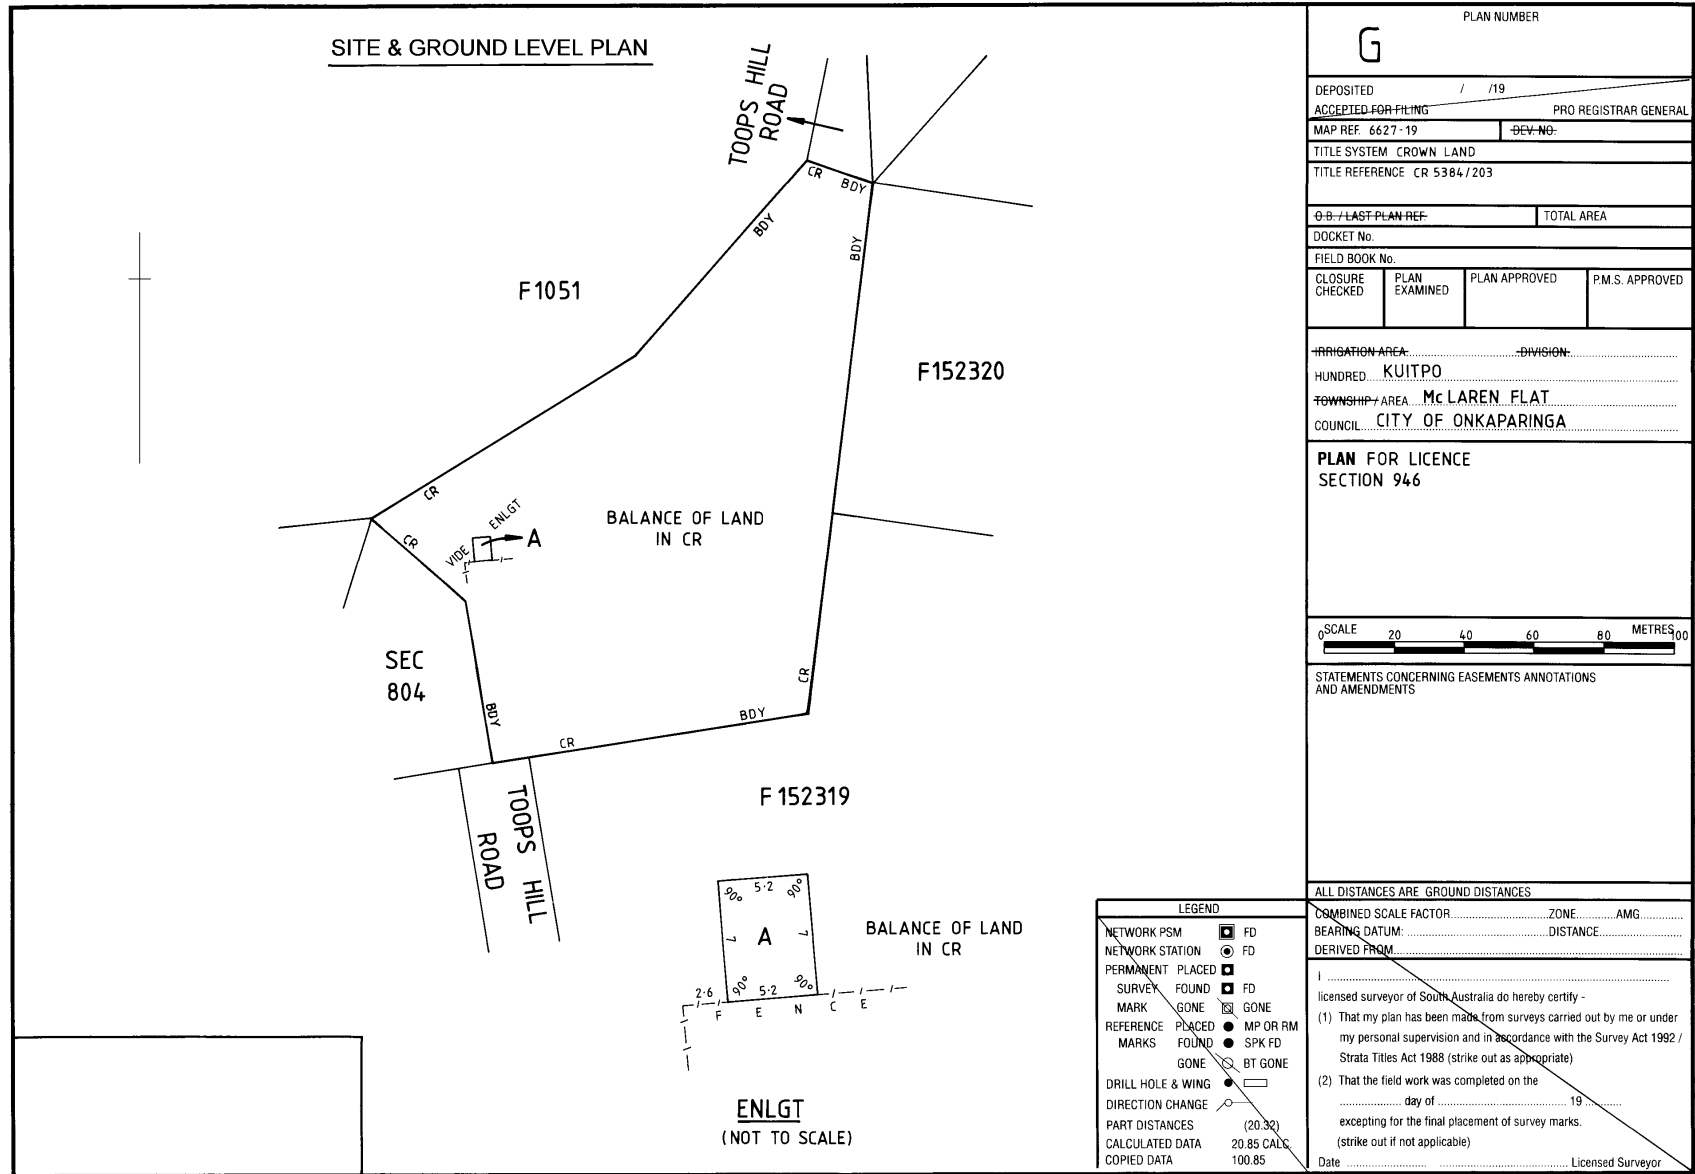 SITE & GROUND LEVEL PLAN
TOOPS HILL
ROAD
CR BDY
BDY
BDY
F1051
F152320
CR
CR
VIDE ENLGT
A
BALANCE OF LAND
IN CR
SEC
804
BDY
CR
BDY
CR
F152319
TOOPS HILL
ROAD
90° 5·2 90°
7 A 7
90° 5·2 90°
2·6
F E N C E
BALANCE OF LAND
IN CR
ENLGT
(NOT TO SCALE)
LEGEND
NETWORK PSM FD
NETWORK STATION FD
PERMANENT PLACED
SURVEY FOUND FD
MARK GONE GONE
REFERENCE PLACED MP OR RM
MARKS FOUND SPK FD
GONE BT GONE
DRILL HOLE & WING
DIRECTION CHANGE
PART DISTANCES (20.32)
CALCULATED DATA 20.85 CALC.
COPIED DATA 100.85
PLAN NUMBER
G
DEPOSITED / /19
ACCEPTED FOR FILING PRO REGISTRAR GENERAL
MAP REF. 6627-19 DEV. NO.
TITLE SYSTEM CROWN LAND
TITLE REFERENCE CR 5384/203
O.B. / LAST PLAN REF. TOTAL AREA
DOCKET No.
FIELD BOOK No.
CLOSURE CHECKED PLAN EXAMINED PLAN APPROVED P.M.S. APPROVED
IRRIGATION AREA DIVISION
HUNDRED KUITPO
TOWNSHIP / AREA Mc LAREN FLAT
COUNCIL CITY OF ONKAPARINGA
PLAN FOR LICENCE
SECTION 946
SCALE METRES
0 20 40 60 80 100
STATEMENTS CONCERNING EASEMENTS ANNOTATIONS
AND AMENDMENTS
ALL DISTANCES ARE GROUND DISTANCES
COMBINED SCALE FACTOR ZONE AMG
BEARING DATUM: DISTANCE
DERIVED FROM
I
licensed surveyor of South Australia do hereby certify -
(1) That my plan has been made from surveys carried out by me or under
my personal supervision and in accordance with the Survey Act 1992 /
Strata Titles Act 1988 (strike out as appropriate)
(2) That the field work was completed on the
day of 19
excepting for the final placement of survey marks.
(strike out if not applicable)
Date Licensed Surveyor